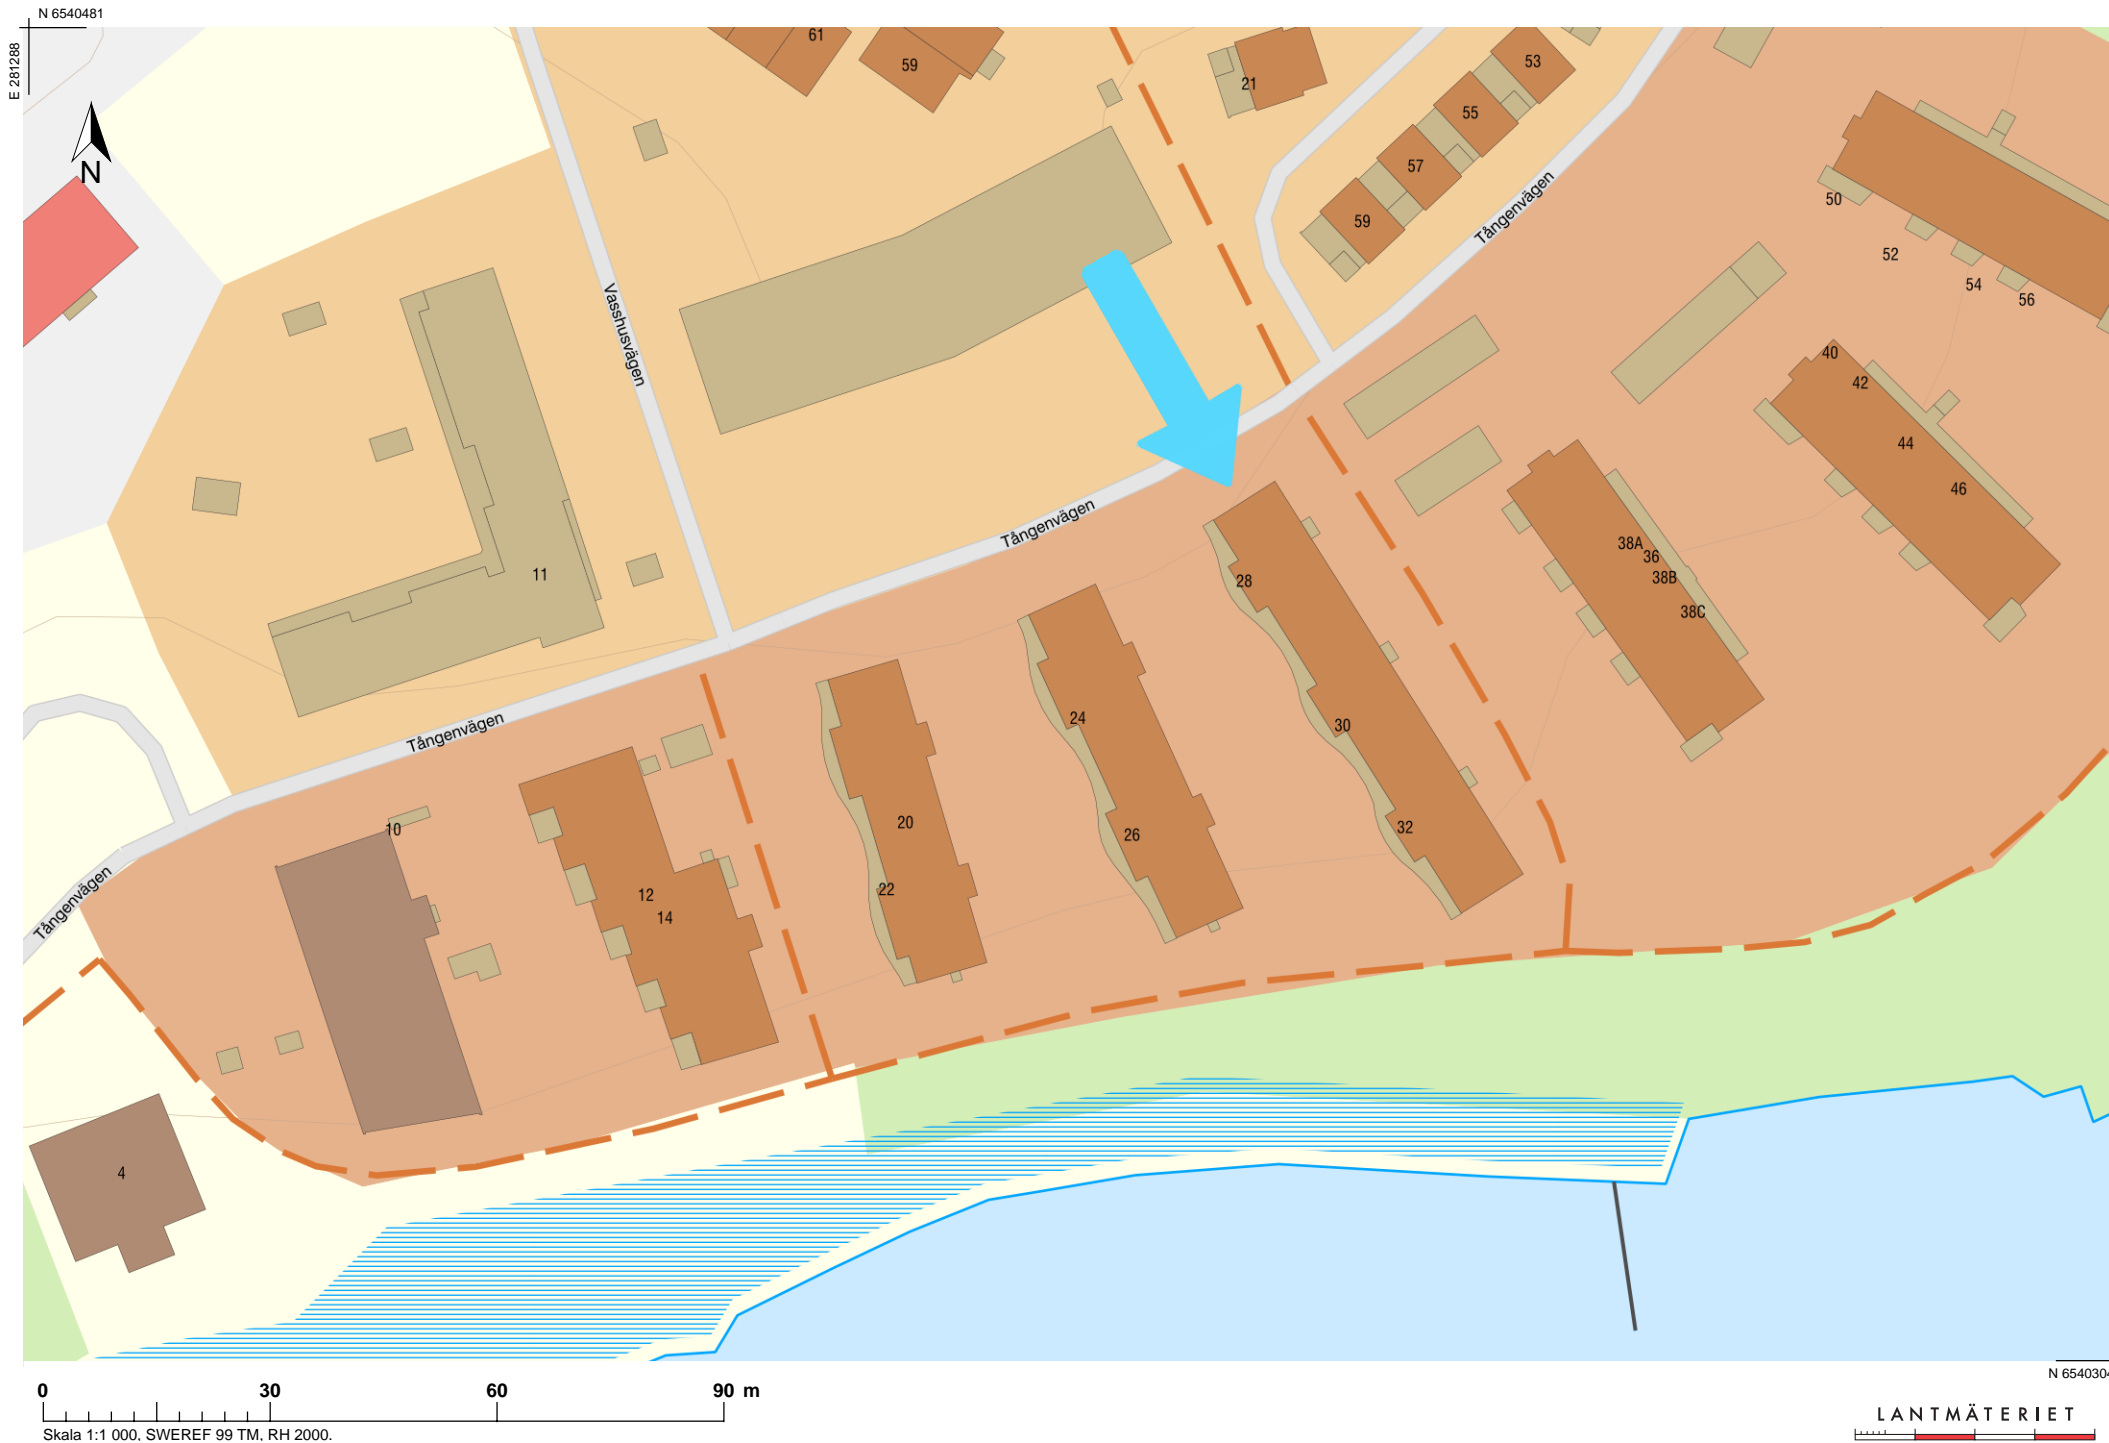 N 6540481
E 281288
N
61
59
21
53
55
57
59
Tångenvägen
50
52
54
56
Vasshusvägen
40
42
44
46
11
Tångenvägen
28
38A
36
38B
38C
24
30
Tångenvägen
20
26
32
10
22
12
14
Tångenvägen
4
0 30 60 90 m
Skala 1:1 000, SWEREF 99 TM, RH 2000.
N 6540304
LANTMÄTERIET